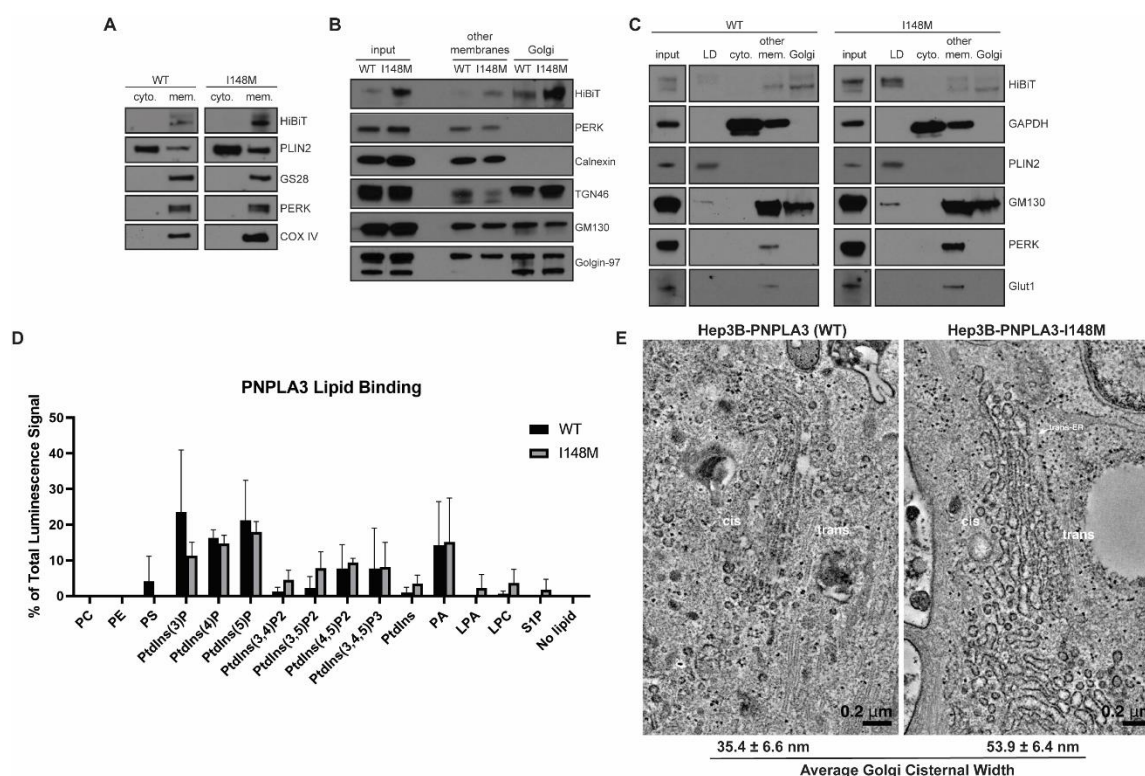 A
WT I148M
cyto. mem. cyto. mem.
HiBiT
PLIN2
GS28
PERK
COX IV
B
input other membranes Golgi
WT I148M WT I148M WT I148M
HiBiT
PERK
Calnexin
TGN46
GM130
Golgin-97
C
WT I148M
input LD cyto. other mem. Golgi input LD cyto. other mem. Golgi
HiBiT
GAPDH
PLIN2
GM130
PERK
Glut1
D
PNPLA3 Lipid Binding
% of Total Luminescence Signal
50
40
30
20
10
0
WT
I148M
PC
PE
PS
PtdIns(3)P
PtdIns(4)P
PtdIns(5)P
PtdIns(3,4)P2
PtdIns(3,5)P2
PtdIns(4,5)P2
PtdIns(3,4,5)P3
PtdIns
PA
LPA
LPC
S1P
No lipid
E
Hep3B-PNPLA3 (WT) Hep3B-PNPLA3-I148M
cis trans
0.2 µm
trans-ER
cis trans
0.2 µm
35.4 ± 6.6 nm 53.9 ± 6.4 nm
Average Golgi Cisternal Width